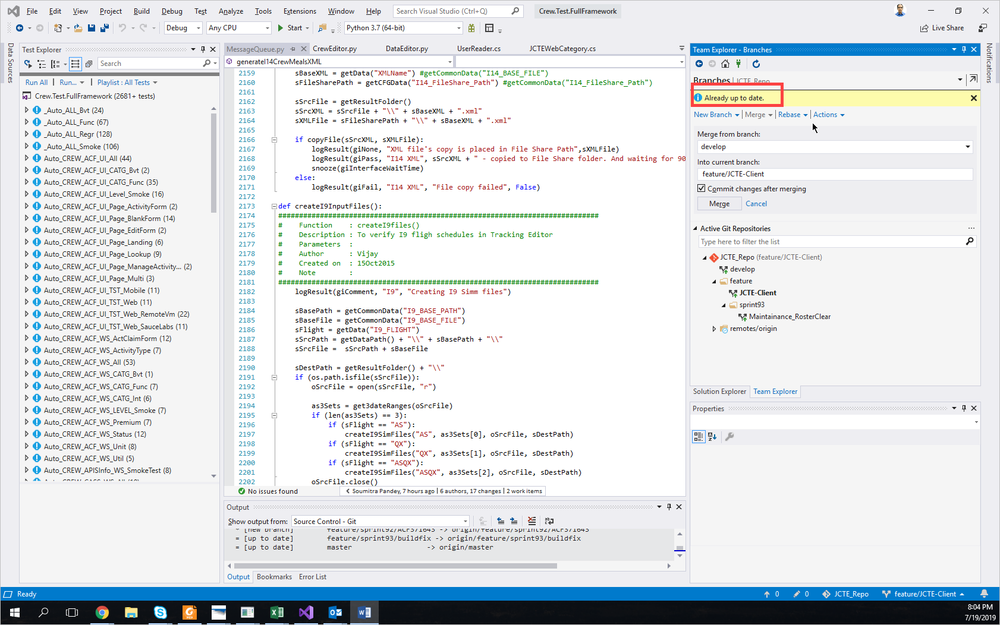 File Edit View Project Build Debug Test Analyze Tools Extensions Window Help Search Visual Studio (Ctrl+Q) Crew.Test.FullFramework
Debug Any CPU Start Python 3.7 (64-bit) Live Share
Data Sources
Test Explorer
Search
Run All | Run... | Playlist : All Tests
Crew.Test.FullFramework (2681+ tests)
_Auto_ALL_Bvt (24)
_Auto_ALL_Func (67)
_Auto_ALL_Regr (128)
_Auto_ALL_Smoke (106)
Auto_CREW_ACF_UI_All (44)
Auto_CREW_ACF_UI_CATG_Bvt (2)
Auto_CREW_ACF_UI_CATG_Func (35)
Auto_CREW_ACF_UI_Level_Smoke (16)
Auto_CREW_ACF_UI_Page_ActivityForm (2)
Auto_CREW_ACF_UI_Page_BlankForm (14)
Auto_CREW_ACF_UI_Page_EditForm (2)
Auto_CREW_ACF_UI_Page_Landing (6)
Auto_CREW_ACF_UI_Page_Lookup (9)
Auto_CREW_ACF_UI_Page_ManageActivity... (2)
Auto_CREW_ACF_UI_Page_Multi (3)
Auto_CREW_ACF_UI_TST_Mobile (11)
Auto_CREW_ACF_UI_TST_Web (11)
Auto_CREW_ACF_UI_TST_Web_RemoteVm (22)
Auto_CREW_ACF_UI_TST_Web_SauceLabs (11)
Auto_CREW_ACF_WS_ActClaimForm (12)
Auto_CREW_ACF_WS_ActivityType (7)
Auto_CREW_ACF_WS_All (53)
Auto_CREW_ACF_WS_CATG_Bvt (1)
Auto_CREW_ACF_WS_CATG_Func (7)
Auto_CREW_ACF_WS_CATG_Int (6)
Auto_CREW_ACF_WS_LEVEL_Smoke (7)
Auto_CREW_ACF_WS_Premium (7)
Auto_CREW_ACF_WS_Status (12)
Auto_CREW_ACF_WS_Unit (8)
Auto_CREW_ACF_WS_Util (5)
Auto_CREW_APISInfo_WS_SmokeTest (8)
MessageQueue.py CrewEditor.py DataEditor.py UserReader.cs JCTEWebCategory.cs
generateI14CrewMealsXML
2159 sBaseXML = getData("XMLName") #getCommonData("I14_BASE_FILE")
2160 sFileSharePath = getCFGData("I14_FileShare_Path") #getCommonData("I14_FileShare_Path")
2161
2162 sSrcFile = getResultFolder()
2163 sSrcXML = sSrcFile + "\\" + sBaseXML + ".xml"
2164 sXMLFile = sFileSharePath + "\\" + sBaseXML + ".xml"
2165
2166 if copyFile(sSrcXML, sXMLFile):
2167 logResult(giNone, "XML file's copy is placed in File Share Path",sXMLFile)
2168 logResult(giPass, "I14 XML", sSrcXML + " - copied to File Share folder. And waiting for 90
2169 snooze(giInterfaceWaitTime)
2170 else:
2171 logResult(giFail, "I14 XML", "File copy failed", False)
2172
2173 def createI9InputFiles():
2174 #############################################################################
2175 # Function : createI9files()
2176 # Description : To verify I9 fligh schedules in Tracking Editor
2177 # Parameters :
2178 # Author : Vijay
2179 # Created on : 15Oct2015
2180 # Note :
2181 #############################################################################
2182 logResult(giComment, "I9", "Creating I9 Simm files")
2183
2184 sBasePath = getCommonData("I9_BASE_PATH")
2185 sBaseFile = getCommonData("I9_BASE_FILE")
2186 sFlight = getData("I9_FLIGHT")
2187 sSrcPath = getDataPath() + "\\" + sBasePath + "\\"
2188 sSrcFile = sSrcPath + sBaseFile
2189
2190 sDestPath = getResultFolder() + "\\"
2191 if (os.path.isfile(sSrcFile)):
2192 oSrcFile = open(sSrcFile, "r")
2193
2194 as3Sets = get3dateRanges(oSrcFile)
2195 if (len(as3Sets) == 3):
2196 if (sFlight == "AS"):
2197 createI9SimFiles("AS", as3Sets[0], oSrcFile, sDestPath)
2198 if (sFlight == "QX"):
2199 createI9SimFiles("QX", as3Sets[1], oSrcFile, sDestPath)
2200 if (sFlight == "ASQX"):
2201 createI9SimFiles("ASQX", as3Sets[2], oSrcFile, sDestPath)
2202 oSrcFile.close()
No issues found
Soumitra Pandey, 7 hours ago | 6 authors, 17 changes | 2 work items
Output
Show output from: Source Control - Git
* [new branch] feature/sprint92/ACF371643 -> origin/feature/sprint92/ACF371643
= [up to date] feature/sprint93/buildfix -> origin/feature/sprint93/buildfix
= [up to date] master -> origin/master
Output Bookmarks Error List
Team Explorer - Branches
Branches | JCTE_Repo
Already up to date.
New Branch | Merge | Rebase | Actions
Merge from branch:
develop
Into current branch:
feature/JCTE-Client
Commit changes after merging
Merge Cancel
Active Git Repositories ...
Type here to filter the list
JCTE_Repo (feature/JCTE-Client)
develop
feature
JCTE-Client
sprint93
Maintainance_RosterClear
remotes/origin
Solution Explorer Team Explorer
Properties
Notifications
Ready 0 0 JCTE_Repo feature/JCTE-Client
8:04 PM
7/19/2019